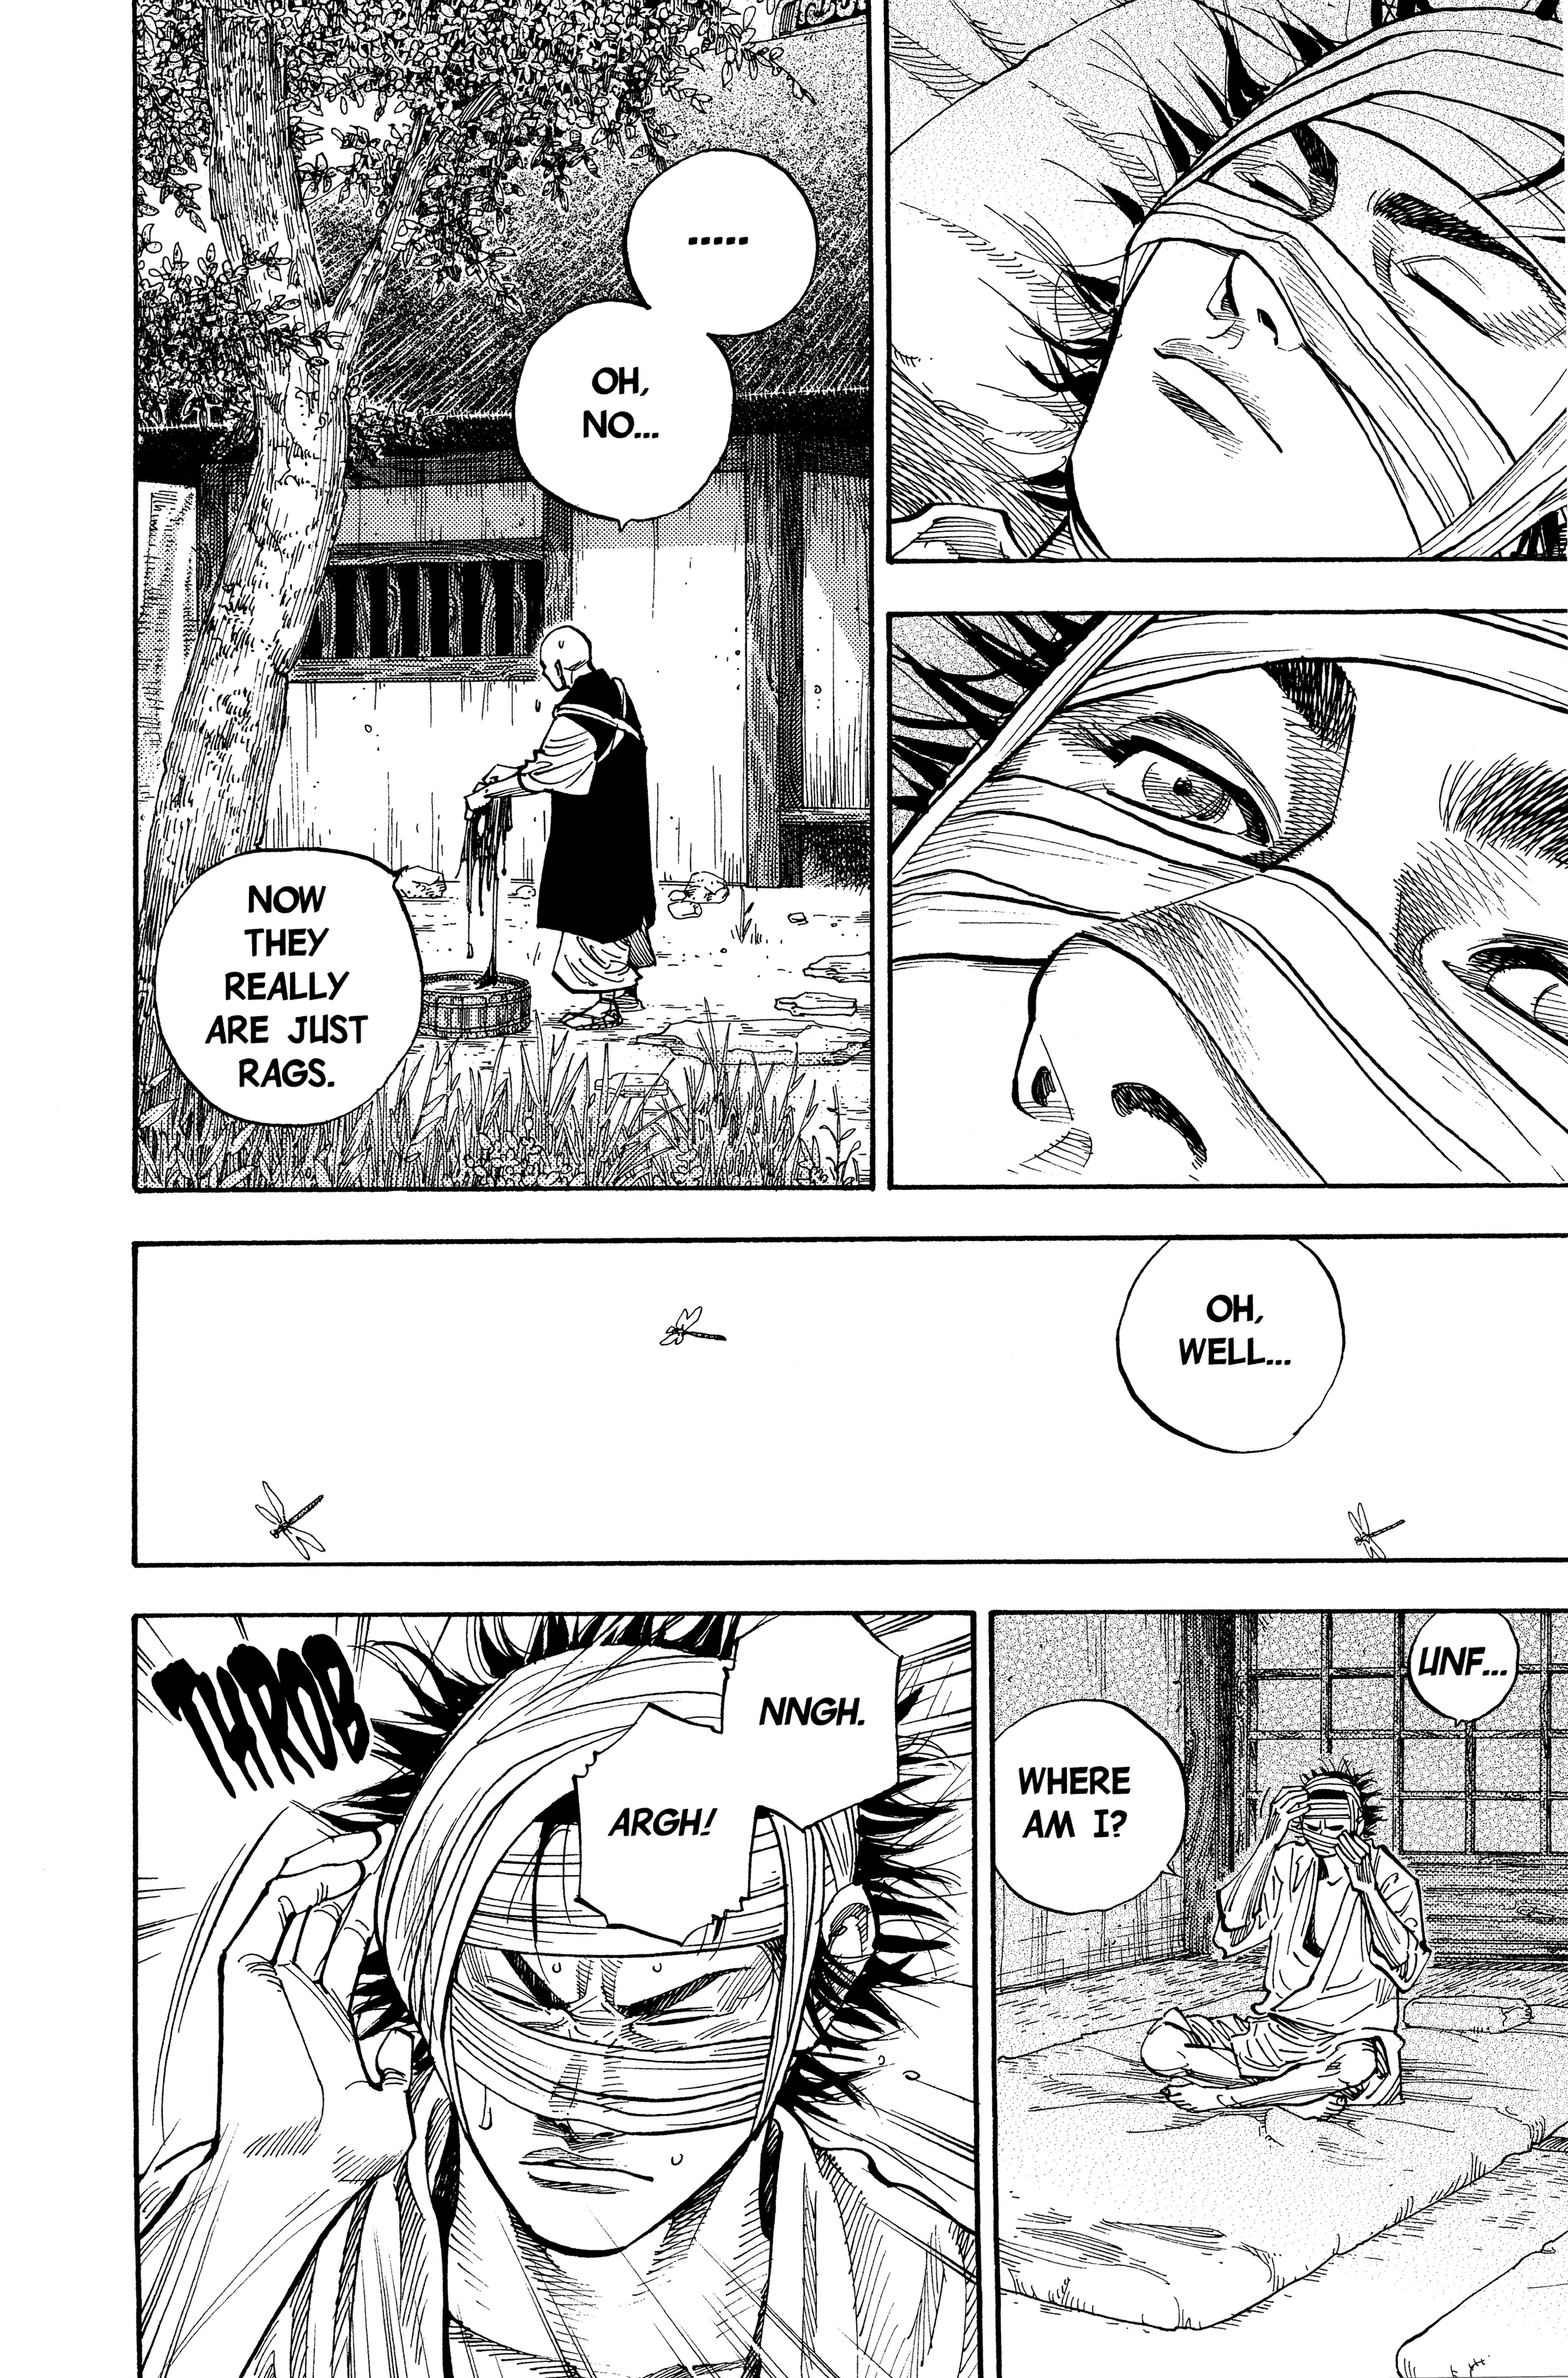 .....
OH,
NO...
NOW
THEY
REALLY
ARE JUST
RAGS.
OH,
WELL...
UNF...
WHERE
AM I?
NNGH.
ARGH!
THROB